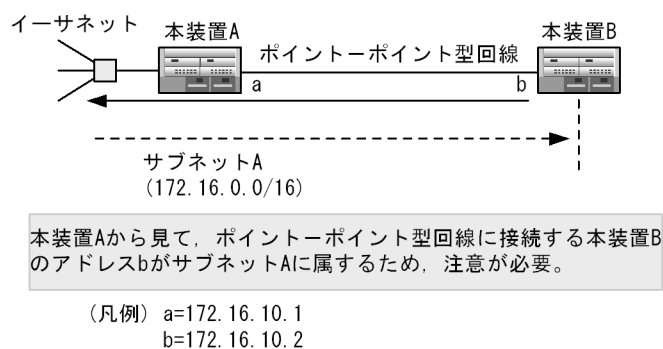 イーサネット
本装置A
本装置B
ポイントーポイント型回線
a
b
サブネットA
(172.16.0.0/16)
本装置Aから見て，ポイントーポイント型回線に接続する本装置B
のアドレスbがサブネットAに属するため，注意が必要。
(凡例) a=172.16.10.1
b=172.16.10.2